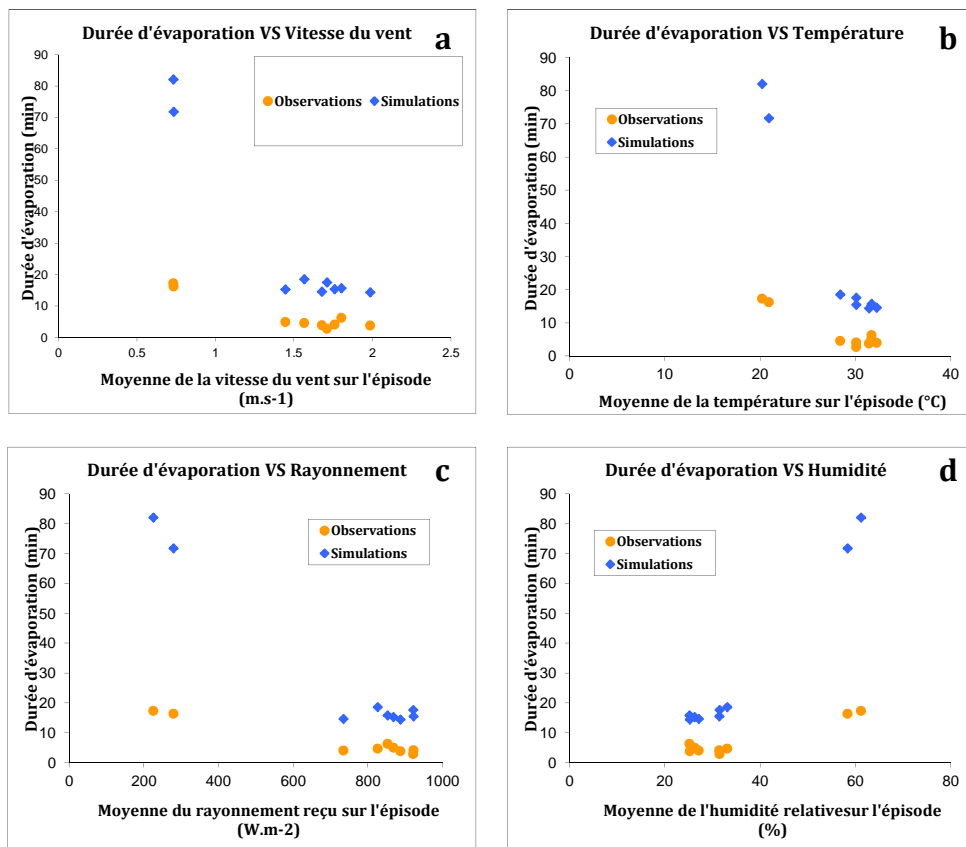 Durée d'évaporation VS Vitesse du vent
a
Observations
Simulations
Durée d'évaporation (min)
90
80
70
60
50
40
30
20
10
0
0
0.5
1
1.5
2
2.5
Moyenne de la vitesse du vent sur l'épisode
(m.s-1)
Durée d'évaporation VS Température
b
Observations
Simulations
Durée d'évaporation (min)
90
80
70
60
50
40
30
20
10
0
0
10
20
30
40
Moyenne de la température sur l'épisode (°C)
Durée d'évaporation VS Rayonnement
c
Observations
Simulations
Durée d'évaporation (min)
90
80
70
60
50
40
30
20
10
0
0
200
400
600
800
1000
Moyenne du rayonnement reçu sur l'épisode
(W.m-2)
Durée d'évaporation VS Humidité
d
Observations
Simulations
Durée d'évaporation (min)
90
80
70
60
50
40
30
20
10
0
0
20
40
60
80
Moyenne de l'humidité relativesur l'épisode
(%)